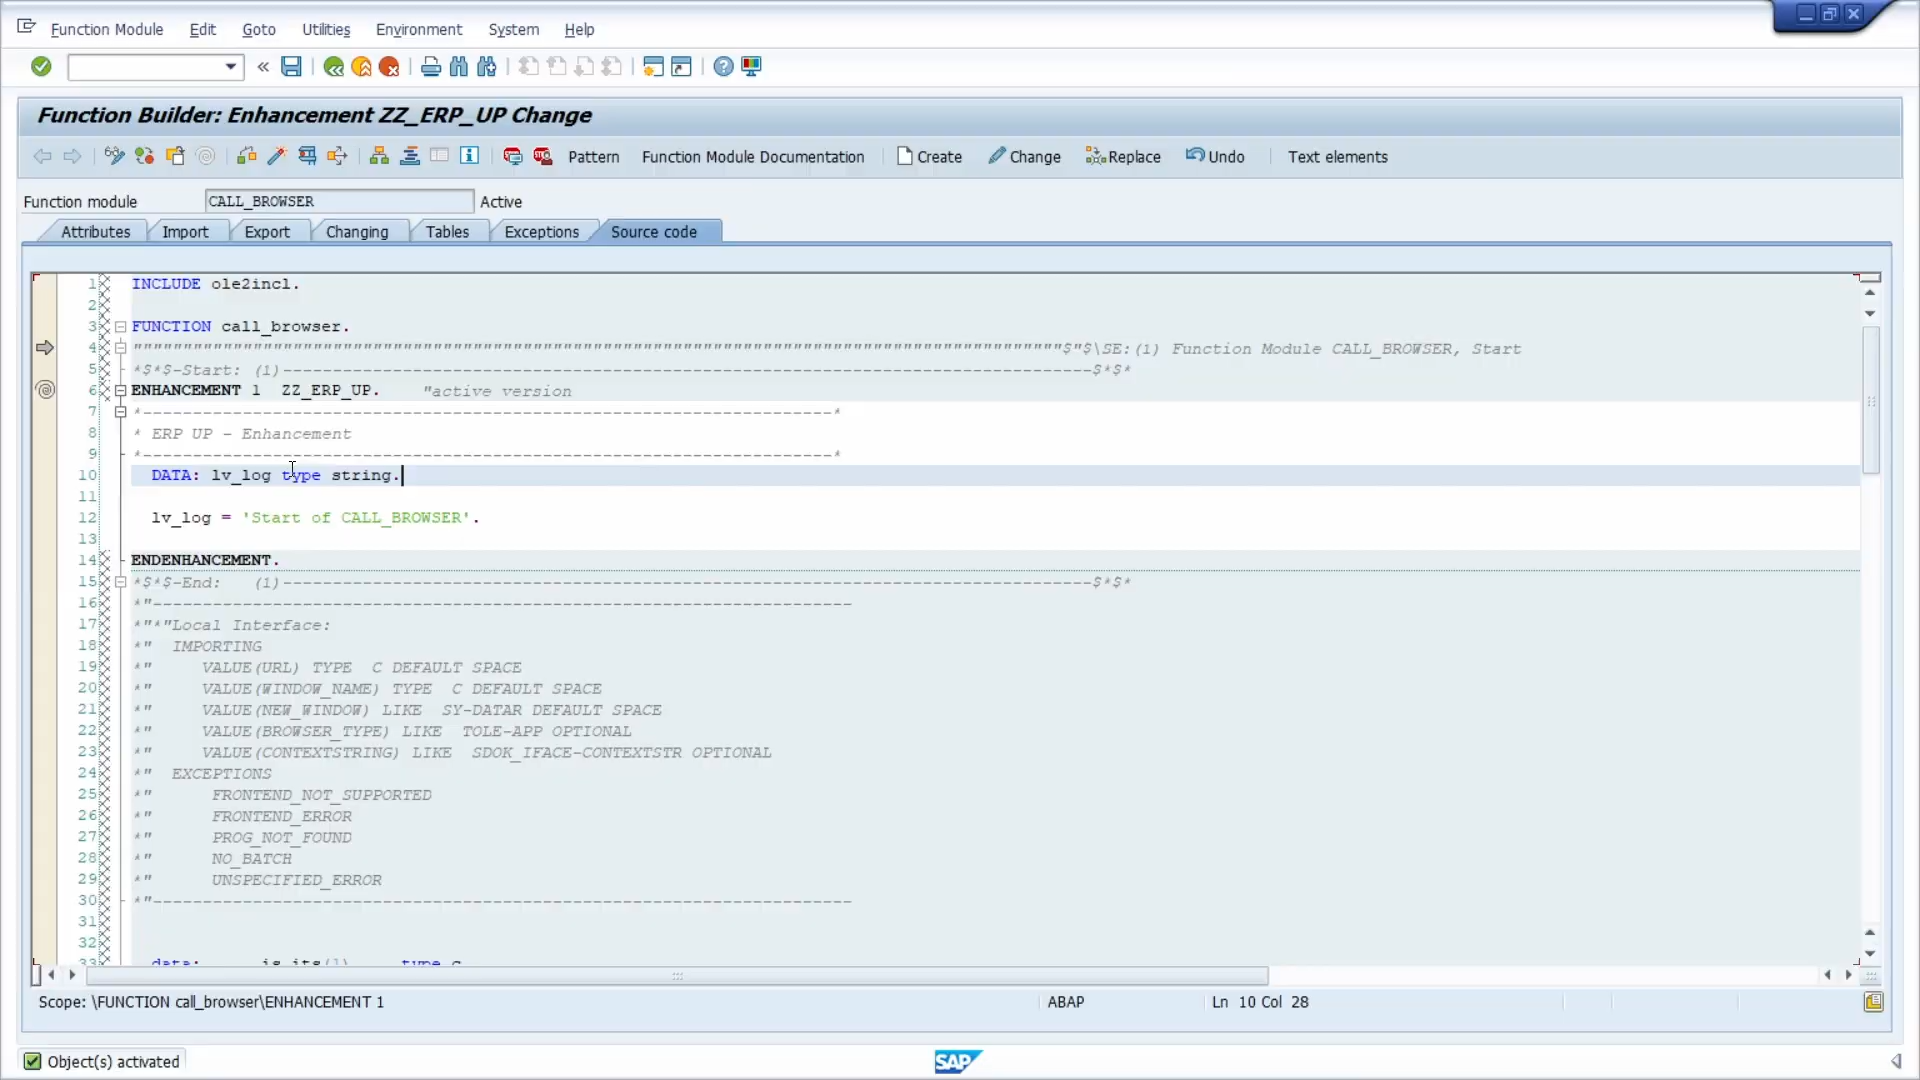 Function Module Edit Goto Utilities Environment System Help
Function Builder: Enhancement ZZ_ERP_UP Change
Pattern Function Module Documentation Create Change Replace Undo Text elements
Function module CALL_BROWSER Active
Attributes Import Export Changing Tables Exceptions Source code
1 INCLUDE ole2incl.
2
3 FUNCTION call_browser.
4 """""""""""""""""""""""""""""""""""""""""""""""""""""""""""""""""""""""""""""""""""""""""""""$"$\SE:(1) Function Module CALL_BROWSER, Start
5 *$*$-Start: (1)---------------------------------------------------------------------------------$*$*
6 ENHANCEMENT 1 ZZ_ERP_UP. "active version
7 *---------------------------------------------------------------------*
8 * ERP UP - Enhancement
9 *---------------------------------------------------------------------*
10 DATA: lv_log type string.
11
12 lv_log = 'Start of CALL_BROWSER'.
13
14 ENDENHANCEMENT.
15 *$*$-End: (1)---------------------------------------------------------------------------------$*$*
16 *"----------------------------------------------------------------------
17 *"*"Local Interface:
18 *" IMPORTING
19 *" VALUE(URL) TYPE C DEFAULT SPACE
20 *" VALUE(WINDOW_NAME) TYPE C DEFAULT SPACE
21 *" VALUE(NEW_WINDOW) LIKE SY-DATAR DEFAULT SPACE
22 *" VALUE(BROWSER_TYPE) LIKE TOLE-APP OPTIONAL
23 *" VALUE(CONTEXTSTRING) LIKE SDOK_IFACE-CONTEXTSTR OPTIONAL
24 *" EXCEPTIONS
25 *" FRONTEND_NOT_SUPPORTED
26 *" FRONTEND_ERROR
27 *" PROG_NOT_FOUND
28 *" NO_BATCH
29 *" UNSPECIFIED_ERROR
30 *"----------------------------------------------------------------------
31
32
33 data: is_its(1) type c
Scope: \FUNCTION call_browser\ENHANCEMENT 1 ABAP Ln 10 Col 28
Object(s) activated SAP